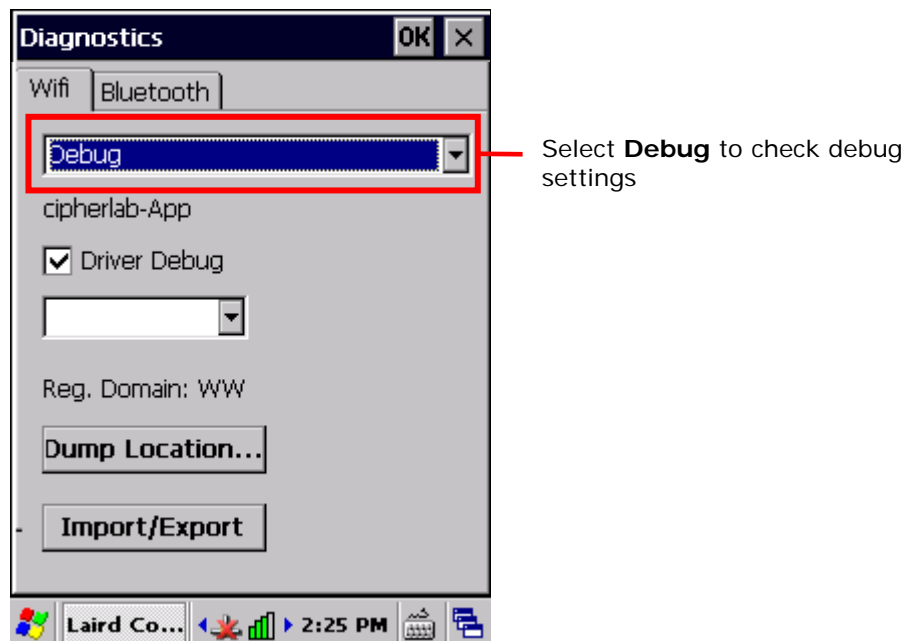 Diagnostics OK
Wifi Bluetooth
Debug
Select Debug to check debug
settings
cipherlab-App
Driver Debug
Reg. Domain: WW
Dump Location...
- Import/Export
Laird Co... 2:25 PM